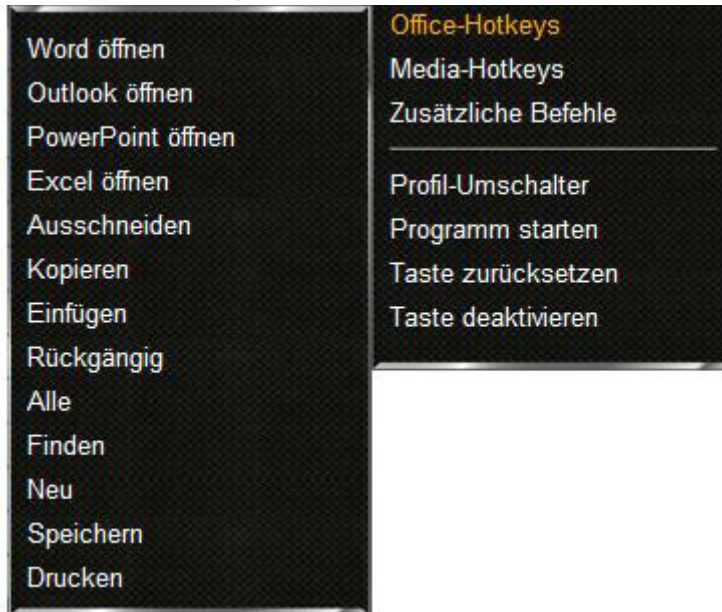 Word öffnen
Outlook öffnen
PowerPoint öffnen
Excel öffnen
Ausschneiden
Kopieren
Einfügen
Rückgängig
Alle
Finden
Neu
Speichern
Drucken
Office-Hotkeys
Media-Hotkeys
Zusätzliche Befehle
Profil-Umschalter
Programm starten
Taste zurücksetzen
Taste deaktivieren